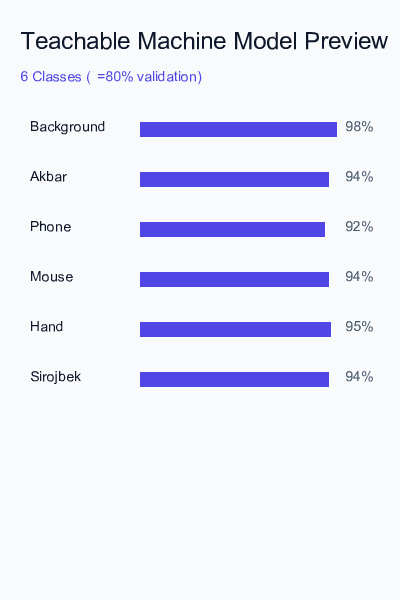 Teachable Machine Model Preview
6 Classes ( =80% validation)
Background 98%
Akbar 94%
Phone 92%
Mouse 94%
Hand 95%
Sirojbek 94%